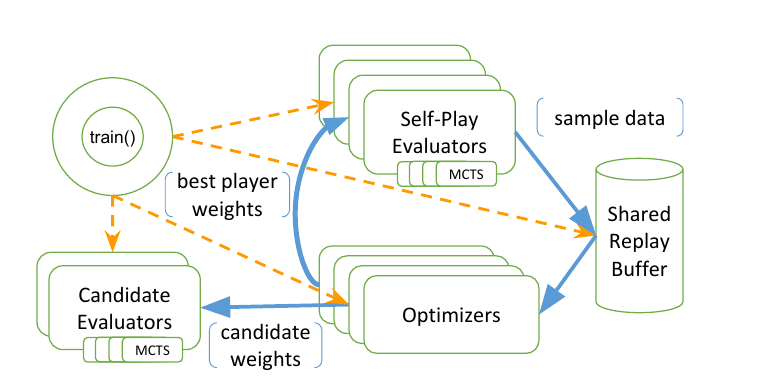 train()
Self-Play
Evaluators
MCTS
sample data
best player
weights
Shared
Replay
Buffer
Candidate
Evaluators
MCTS
Optimizers
candidate
weights